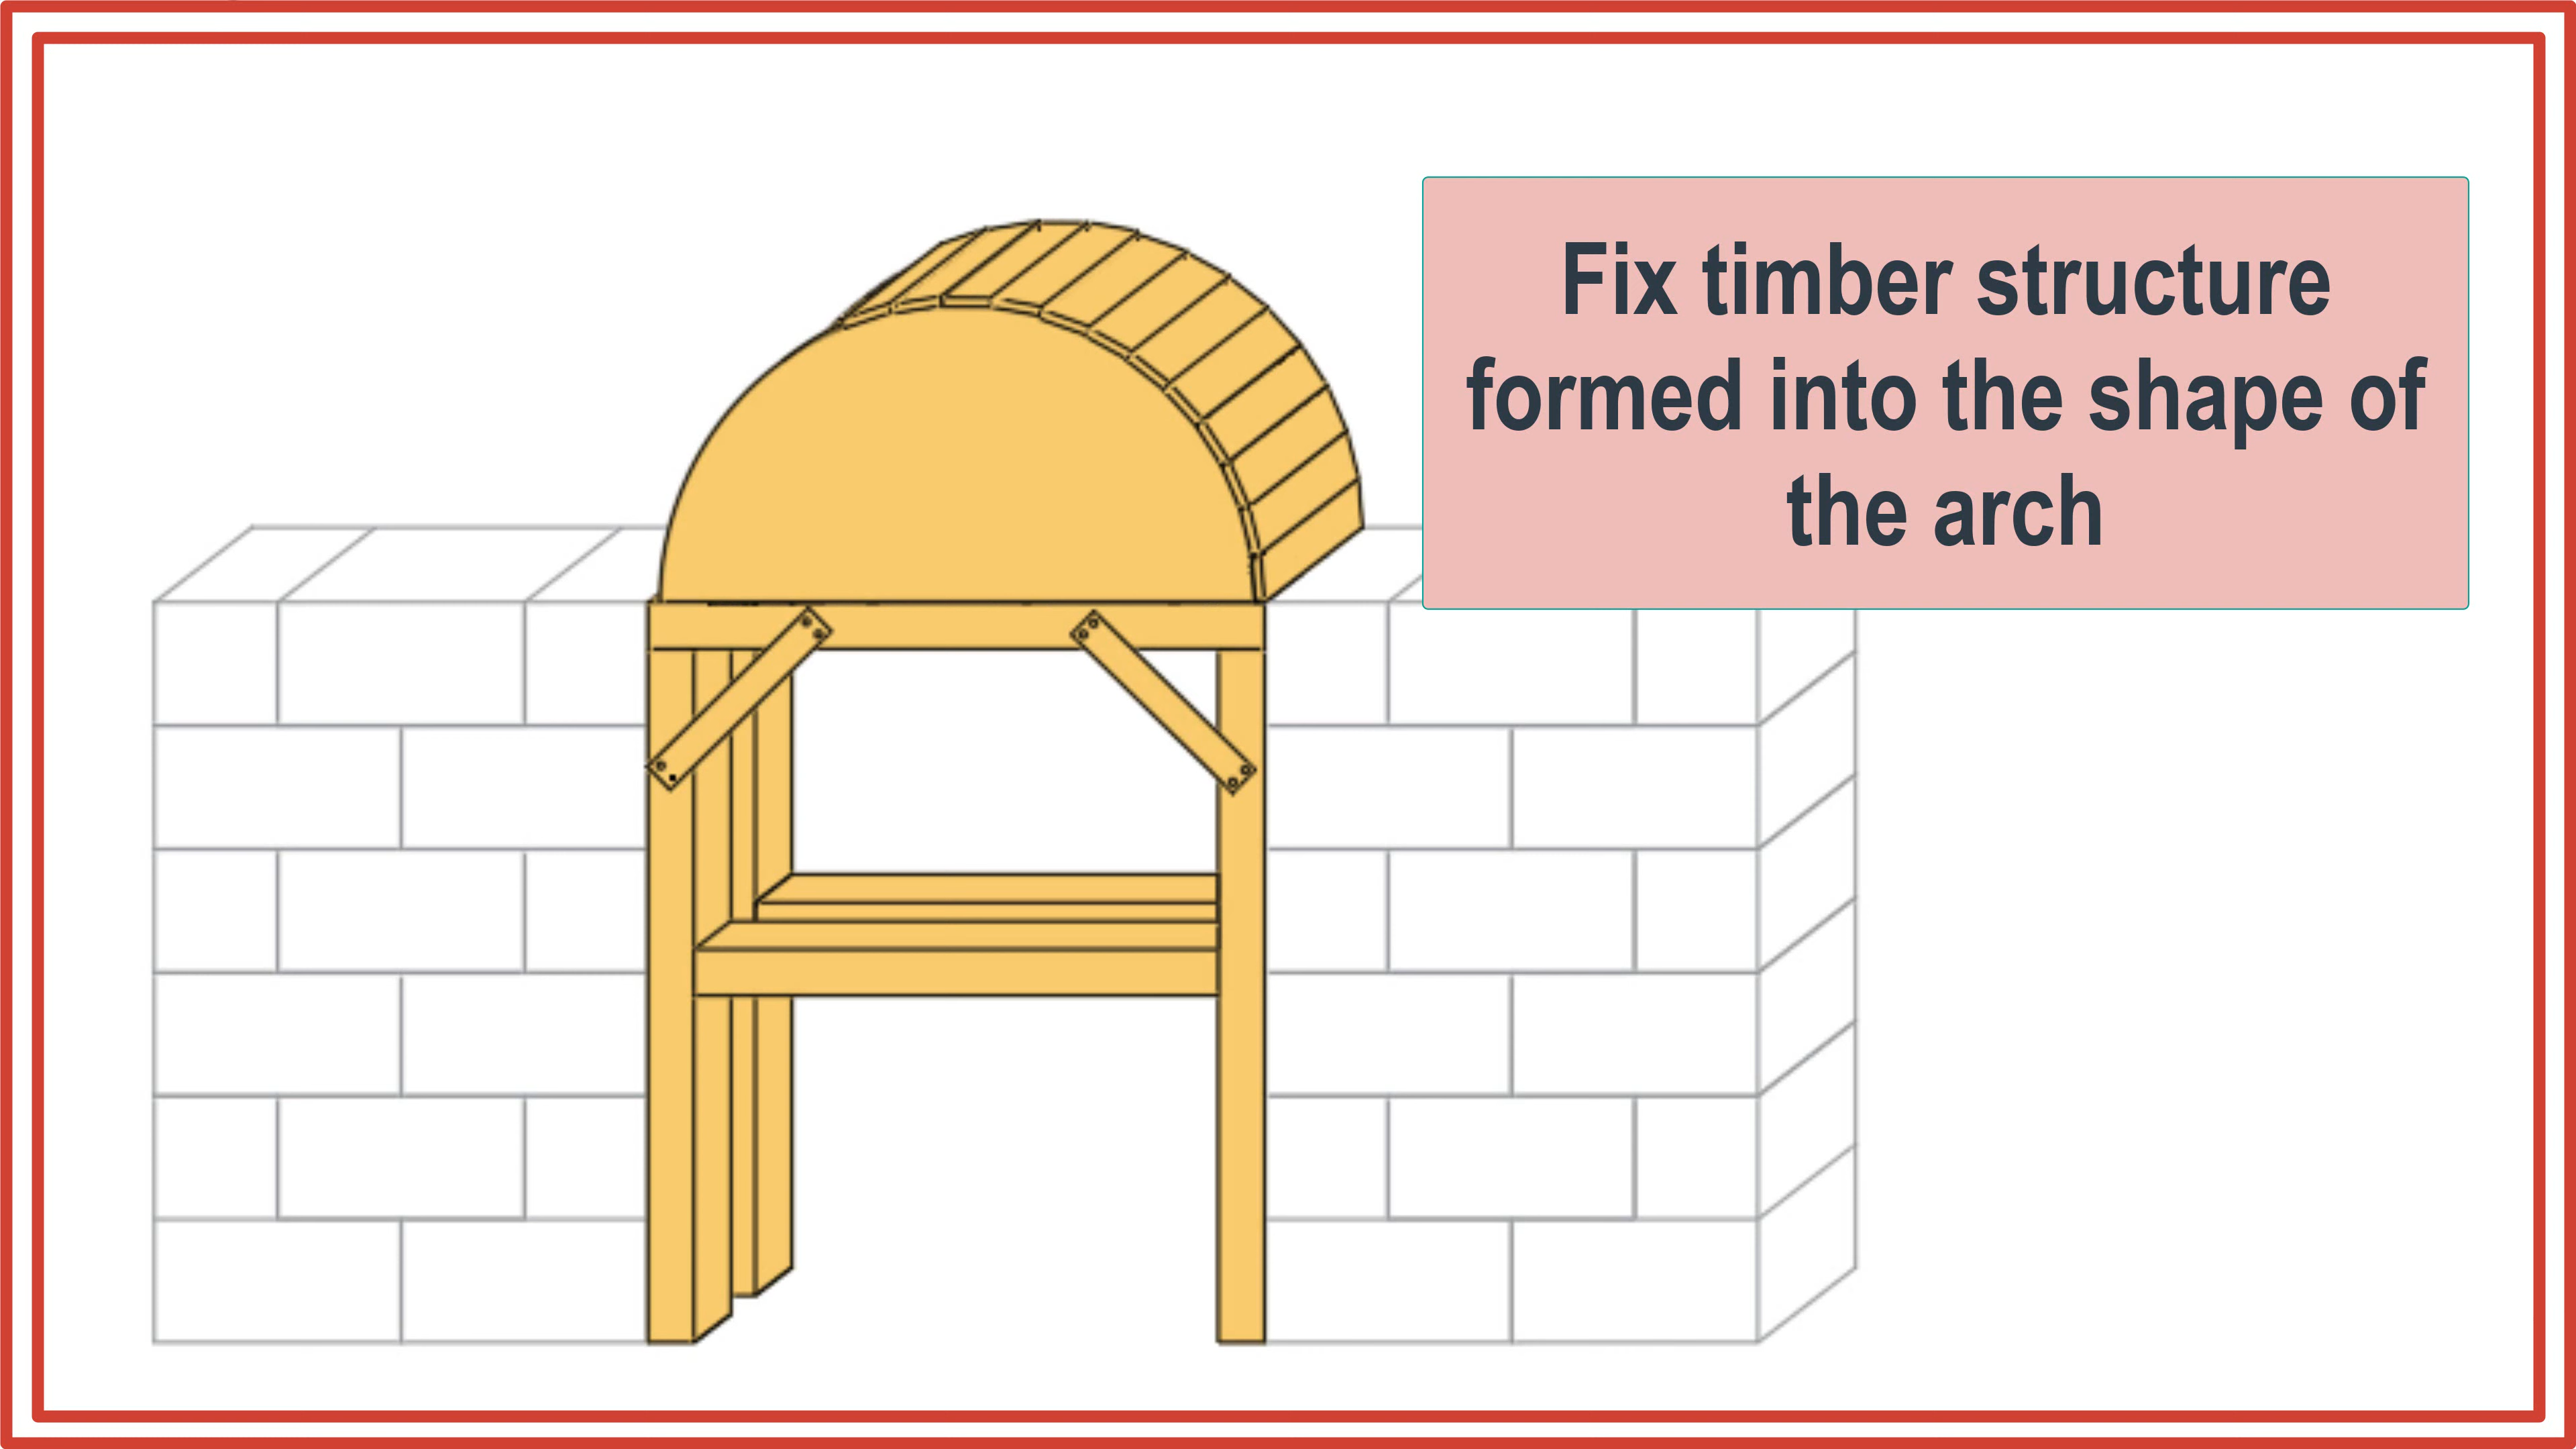 Fix timber structure
formed into the shape of
the arch